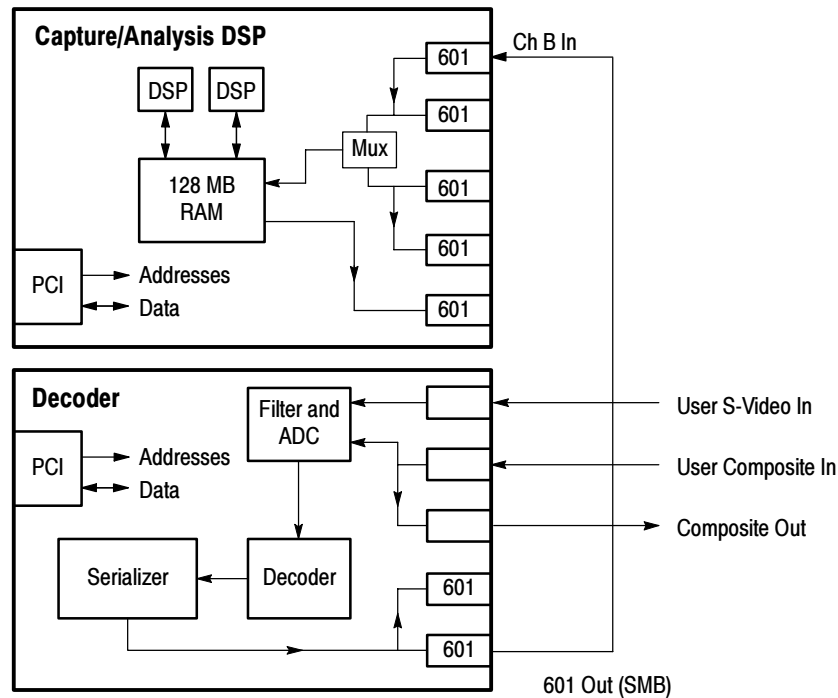 Capture/Analysis DSP
601
Ch B In
DSP
DSP
601
Mux
128 MB
RAM
601
601
PCI
Addresses
Data
601
Decoder
Filter and
ADC
User S-Video In
PCI
Addresses
Data
User Composite In
Composite Out
Serializer
Decoder
601
601
601 Out (SMB)